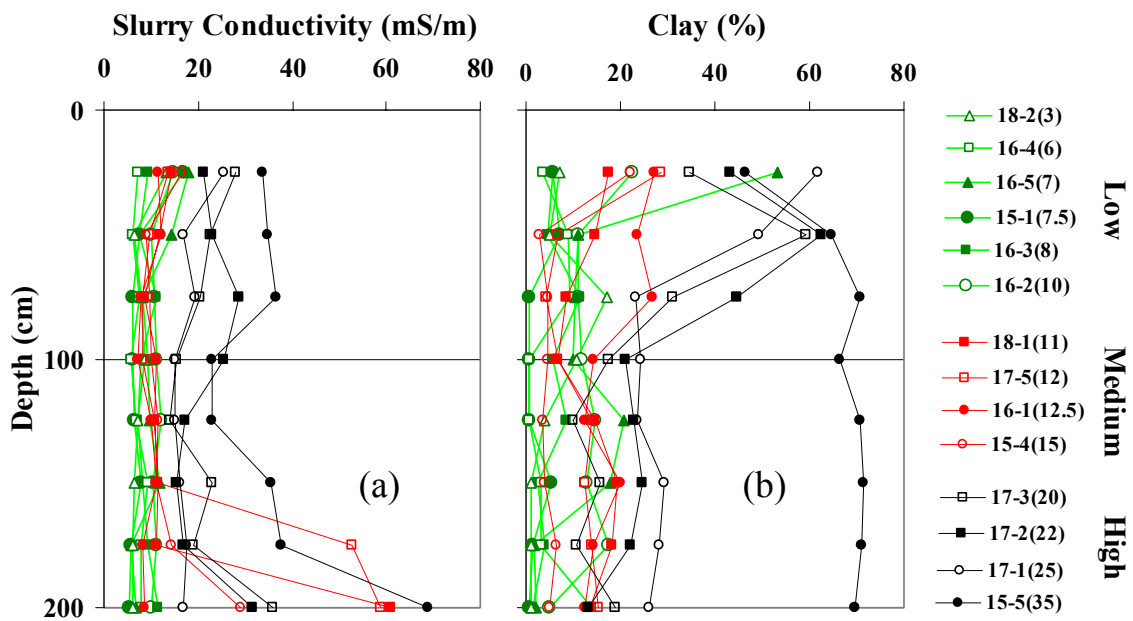 Slurry Conductivity (mS/m)
Clay (%)
0 20 40 60 80
0 20 40 60 80
0
100
200
Depth (cm)
(a)
(b)
18-2(3)
16-4(6)
16-5(7)
15-1(7.5)
16-3(8)
16-2(10)
Low
18-1(11)
17-5(12)
16-1(12.5)
15-4(15)
Medium
17-3(20)
17-2(22)
17-1(25)
15-5(35)
High